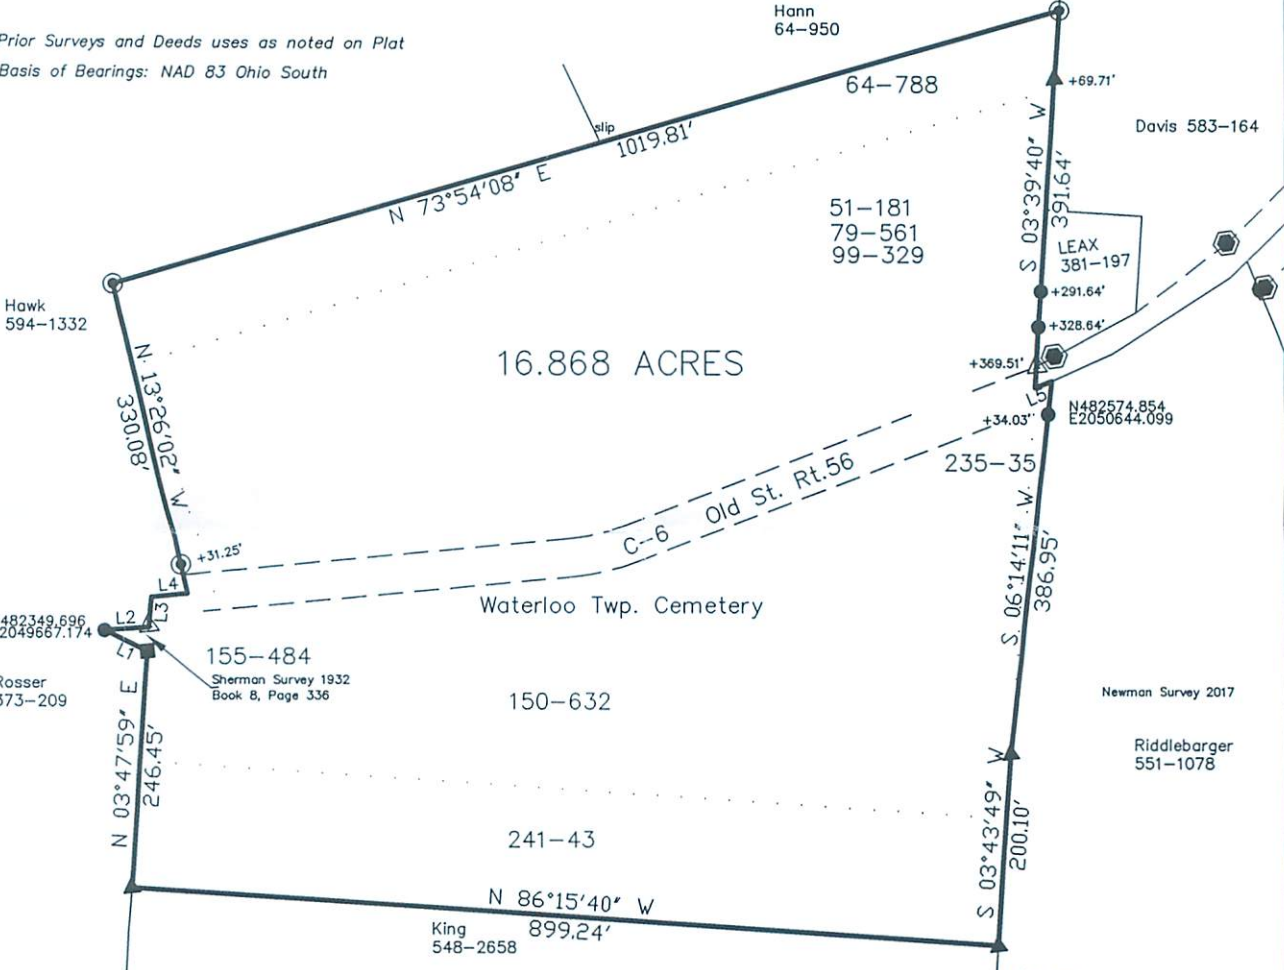 Prior Surveys and Deeds uses as noted on Plat
Basis of Bearings: NAD 83 Ohio South
Hann
64-950
64-788
+69.71'
Davis 583-164
slip
1019.81'
N 73°54'08" E
S 03°39'40" W
391.64'
51-181
79-561
99-329
LEAX
381-197
Hawk
594-1332
+291.64'
+328.64'
N 13°26'02" W
330.08'
16.868 ACRES
+369.51'
L5
N482574.854
E2050644.099
+34.03'
235-35
C-6 Old St. Rt.56
+31.25'
L4
L3
L2
L1
482349.696
2049667.174
Waterloo Twp. Cemetery
S 06°14'11" W
386.95'
155-484
Sherman Survey 1932
Book 8, Page 336
Rosser
373-209
150-632
Newman Survey 2017
Riddlebarger
551-1078
N 03°47'59" E
246.45'
S 03°43'49" W
200.10'
241-43
N 86°15'40" W
899.24'
King
548-2658